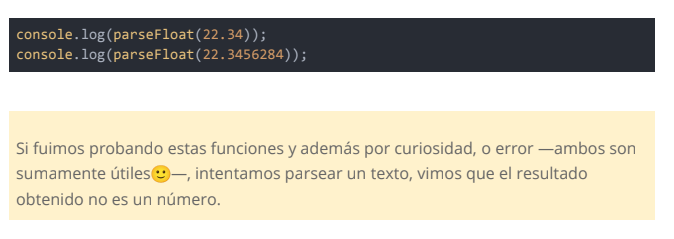 console.log(parseFloat(22.34));
console.log(parseFloat(22.3456284));
Si fuimos probando estas funciones y además por curiosidad, o error —ambos son
sumamente útiles🙂—, intentamos parsear un texto, vimos que el resultado
obtenido no es un número.